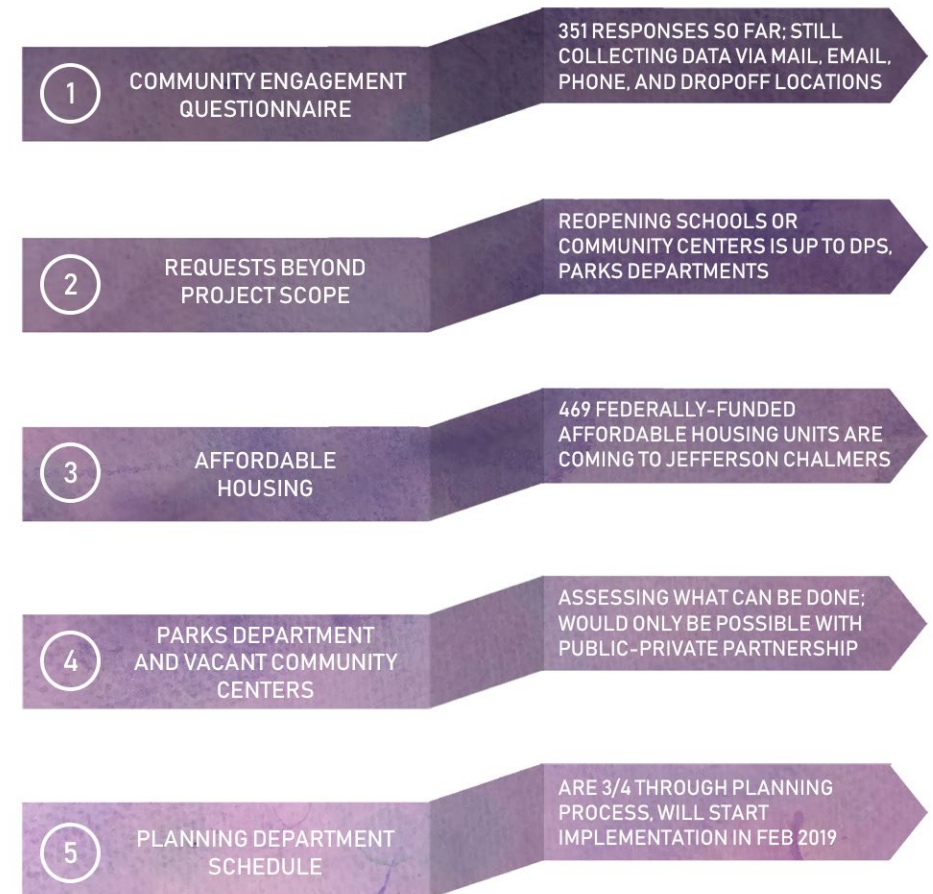 1
COMMUNITY ENGAGEMENT
QUESTIONNAIRE
351 RESPONSES SO FAR; STILL
COLLECTING DATA VIA MAIL, EMAIL,
PHONE, AND DROPOFF LOCATIONS
2
REQUESTS BEYOND
PROJECT SCOPE
REOPENING SCHOOLS OR
COMMUNITY CENTERS IS UP TO DPS,
PARKS DEPARTMENTS
3
AFFORDABLE
HOUSING
469 FEDERALLY-FUNDED
AFFORDABLE HOUSING UNITS ARE
COMING TO JEFFERSON CHALMERS
4
PARKS DEPARTMENT
AND VACANT COMMUNITY
CENTERS
ASSESSING WHAT CAN BE DONE;
WOULD ONLY BE POSSIBLE WITH
PUBLIC-PRIVATE PARTNERSHIP
5
PLANNING DEPARTMENT
SCHEDULE
ARE 3/4 THROUGH PLANNING
PROCESS, WILL START
IMPLEMENTATION IN FEB 2019